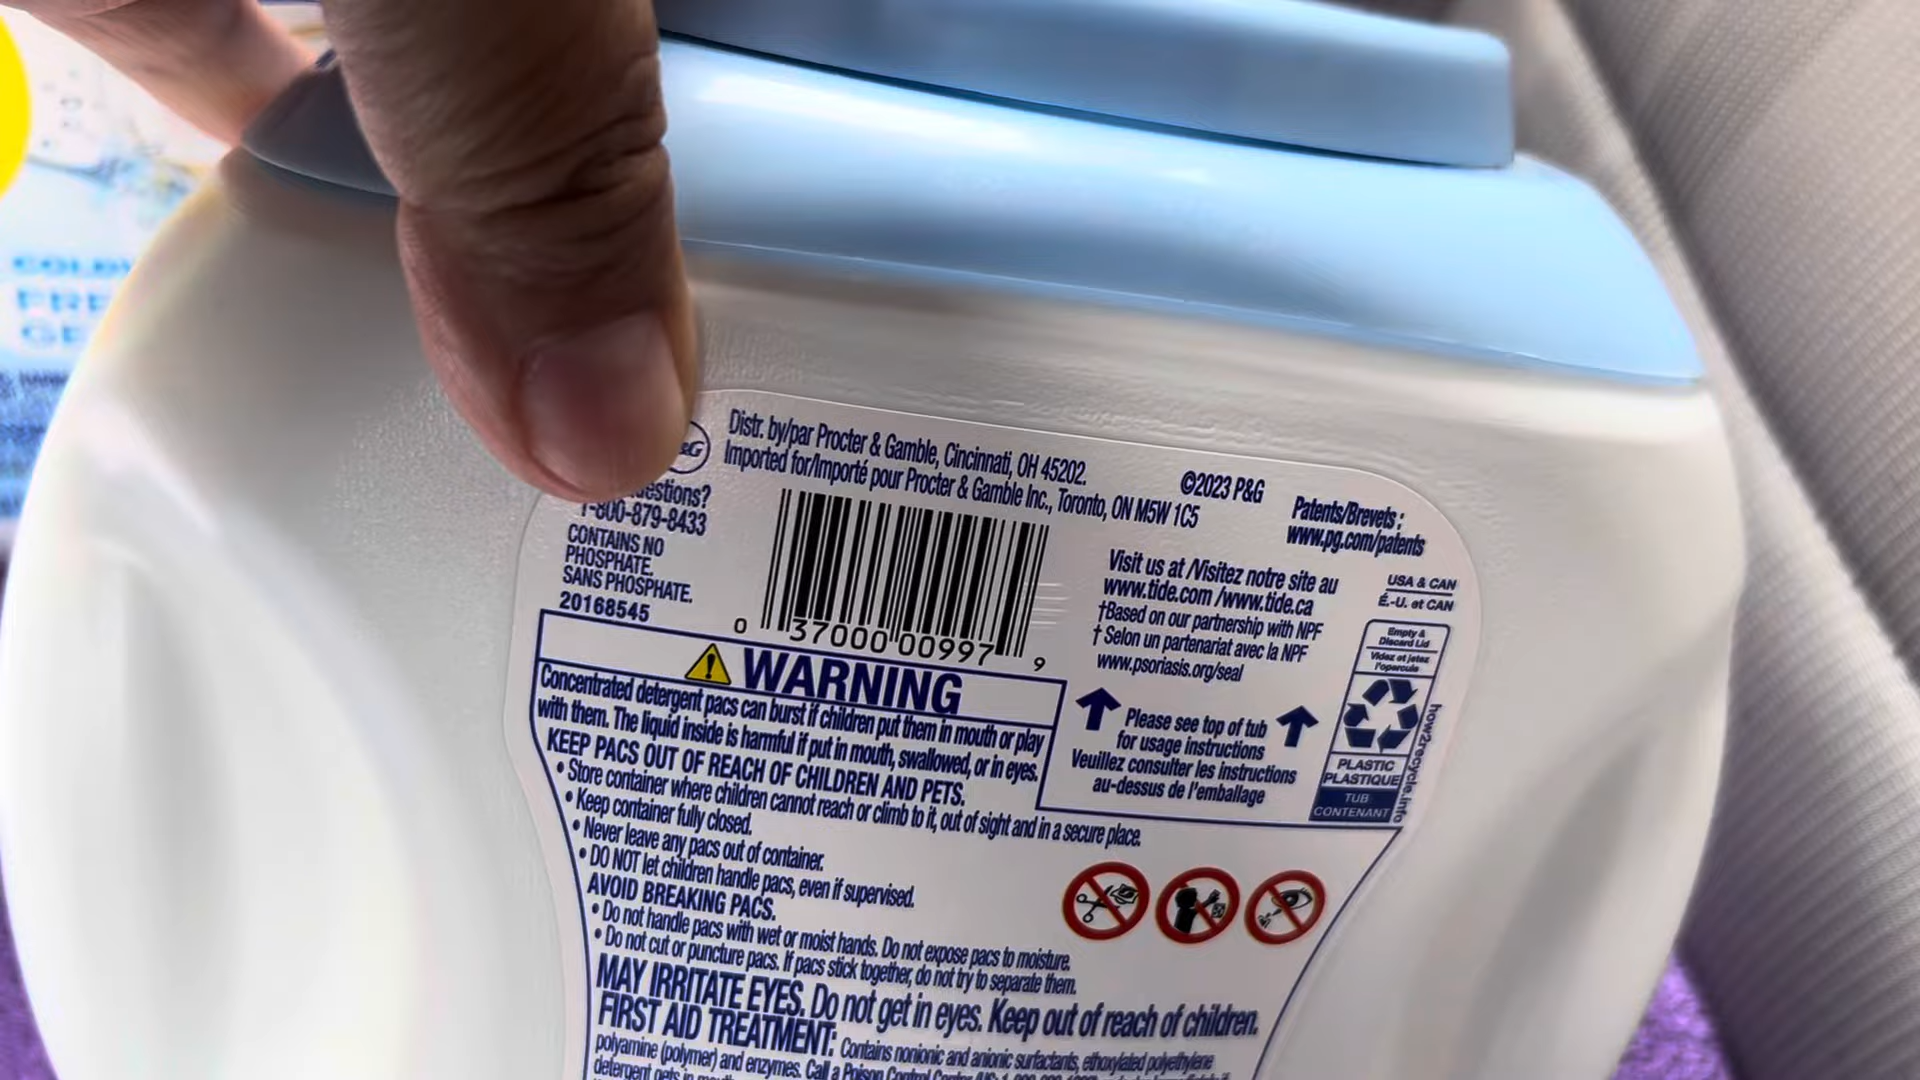 Distr. by/par Procter & Gamble, Cincinnati, OH 45202.
Imported for/Importé pour Procter & Gamble Inc., Toronto, ON M5W 1C5
©2023 P&G
Patents/Brevets :
www.pg.com/patents
1-800-879-8433
CONTAINS NO
PHOSPHATE.
SANS PHOSPHATE.
20168545
0 37000 00997 9
Visit us at /Visitez notre site au
www.tide.com /www.tide.ca
†Based on our partnership with NPF
† Selon un partenariat avec la NPF
www.psoriasis.org/seal
Please see top of tub
for usage instructions
Veuillez consulter les instructions
au-dessus de l'emballage
USA & CAN
É.-U. et CAN
Empty &
Discard Lid
Videz et jetez
l'opercule
PLASTIC
PLASTIQUE
TUB
CONTENANT
how2recycle.info
WARNING
Concentrated detergent pacs can burst if children put them in mouth or play
with them. The liquid inside is harmful if put in mouth, swallowed, or in eyes.
KEEP PACS OUT OF REACH OF CHILDREN AND PETS.
• Store container where children cannot reach or climb to it, out of sight and in a secure place.
• Keep container fully closed.
• Never leave any pacs out of container.
• DO NOT let children handle pacs, even if supervised.
AVOID BREAKING PACS.
• Do not handle pacs with wet or moist hands. Do not expose pacs to moisture.
• Do not cut or puncture pacs. If pacs stick together, do not try to separate them.
MAY IRRITATE EYES. Do not get in eyes. Keep out of reach of children.
FIRST AID TREATMENT: Contains nonionic and anionic surfactants, ethoxylated polyethylene
polyamine (polymer) and enzymes. Call a Poison Control
detergent gets in